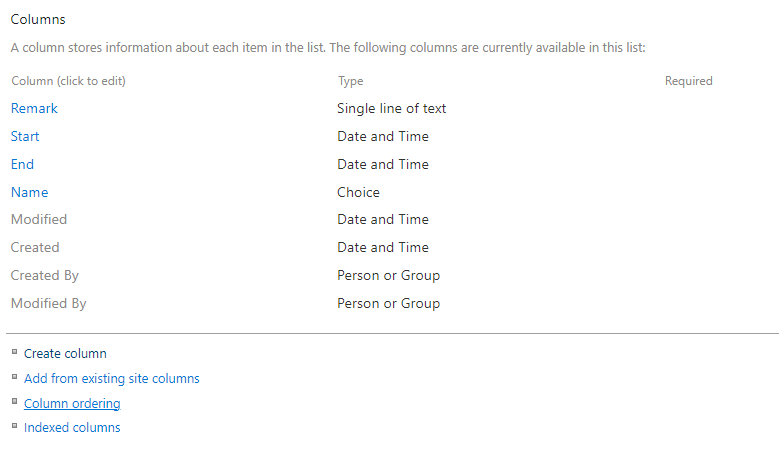 Columns
A column stores information about each item in the list. The following columns are currently available in this list:
Column (click to edit) Type Required
Remark Single line of text
Start Date and Time
End Date and Time
Name Choice
Modified Date and Time
Created Date and Time
Created By Person or Group
Modified By Person or Group
Create column
Add from existing site columns
Column ordering
Indexed columns